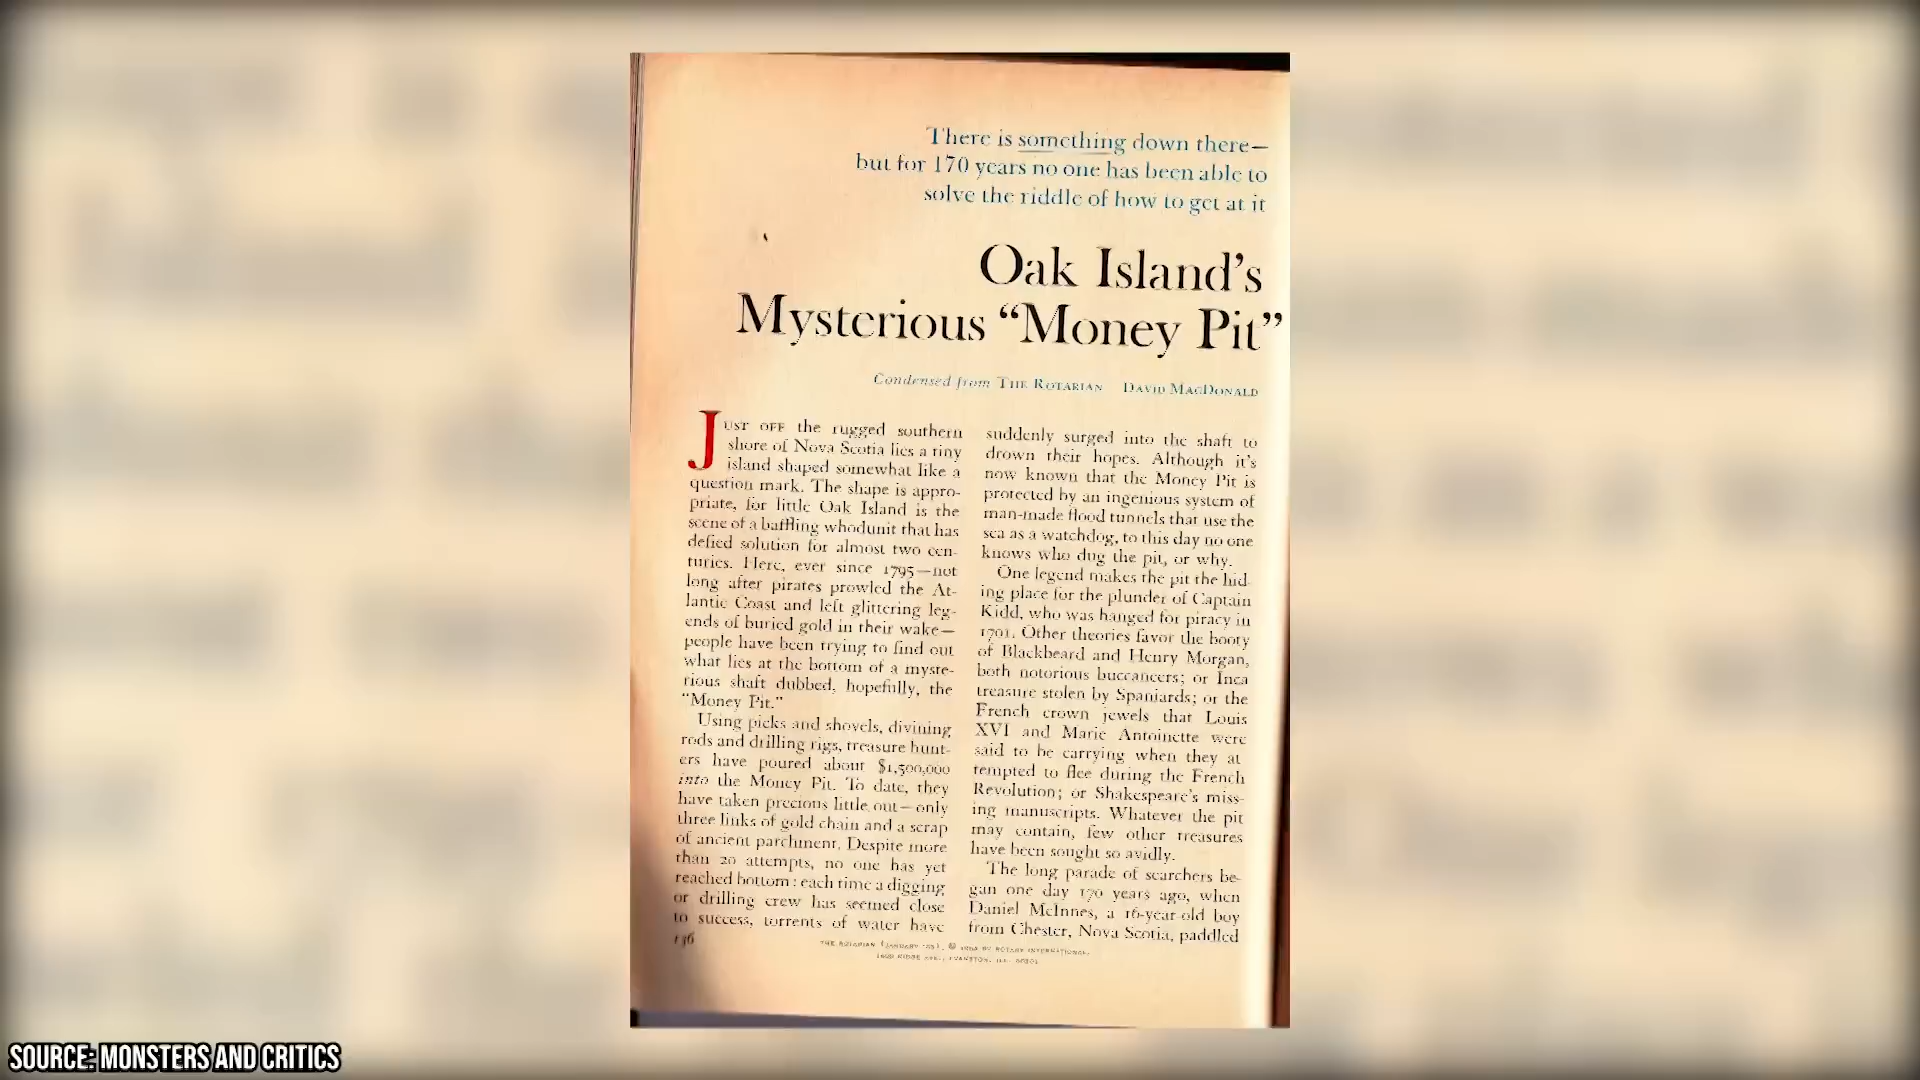 There is something down there—
but for 170 years no one has been able to
solve the riddle of how to get at it
Oak Island's
Mysterious “Money Pit”
Condensed from THE ROTARIAN DAVID MACDONALD
JUST OFF the rugged southern
shore of Nova Scotia lies a tiny
island shaped somewhat like a
question mark. The shape is appro-
priate, for little Oak Island is the
scene of a baffling whodunit that has
defied solution for almost two cen-
turies. Here, ever since 1795—not
long after pirates prowled the At-
lantic Coast and left glittering leg-
ends of buried gold in their wake—
people have been trying to find out
what lies at the bottom of a myste-
rious shaft dubbed, hopefully, the
“Money Pit.”
Using picks and shovels, divining
rods and drilling rigs, treasure hunt-
ers have poured about $1,500,000
into the Money Pit. To date, they
have taken precious little out—only
three links of gold chain and a scrap
of ancient parchment. Despite more
than 20 attempts, no one has yet
reached bottom: each time a digging
or drilling crew has seemed close
to success, torrents of water have
136
suddenly surged into the shaft to
drown their hopes. Although it's
now known that the Money Pit is
protected by an ingenious system of
man-made flood tunnels that use the
sea as a watchdog, to this day no one
knows who dug the pit, or why.
One legend makes the pit the hid-
ing place for the plunder of Captain
Kidd, who was hanged for piracy in
1701. Other theories favor the booty
of Blackbeard and Henry Morgan,
both notorious buccaneers; or Inca
treasure stolen by Spaniards; or the
French crown jewels that Louis
XVI and Marie Antoinette were
said to be carrying when they at
tempted to flee during the French
Revolution; or Shakespeare's miss-
ing manuscripts. Whatever the pit
may contain, few other treasures
have been sought so avidly.
The long parade of searchers be-
gan one day 170 years ago, when
Daniel McInnes, a 16-year-old boy
from Chester, Nova Scotia, paddled
THE ROTARIAN (JANUARY BY ROTARY INTERNATIONAL,
RIDGE AVE., EVANSTON, ILL.
SOURCE: MONSTERS AND CRITICS